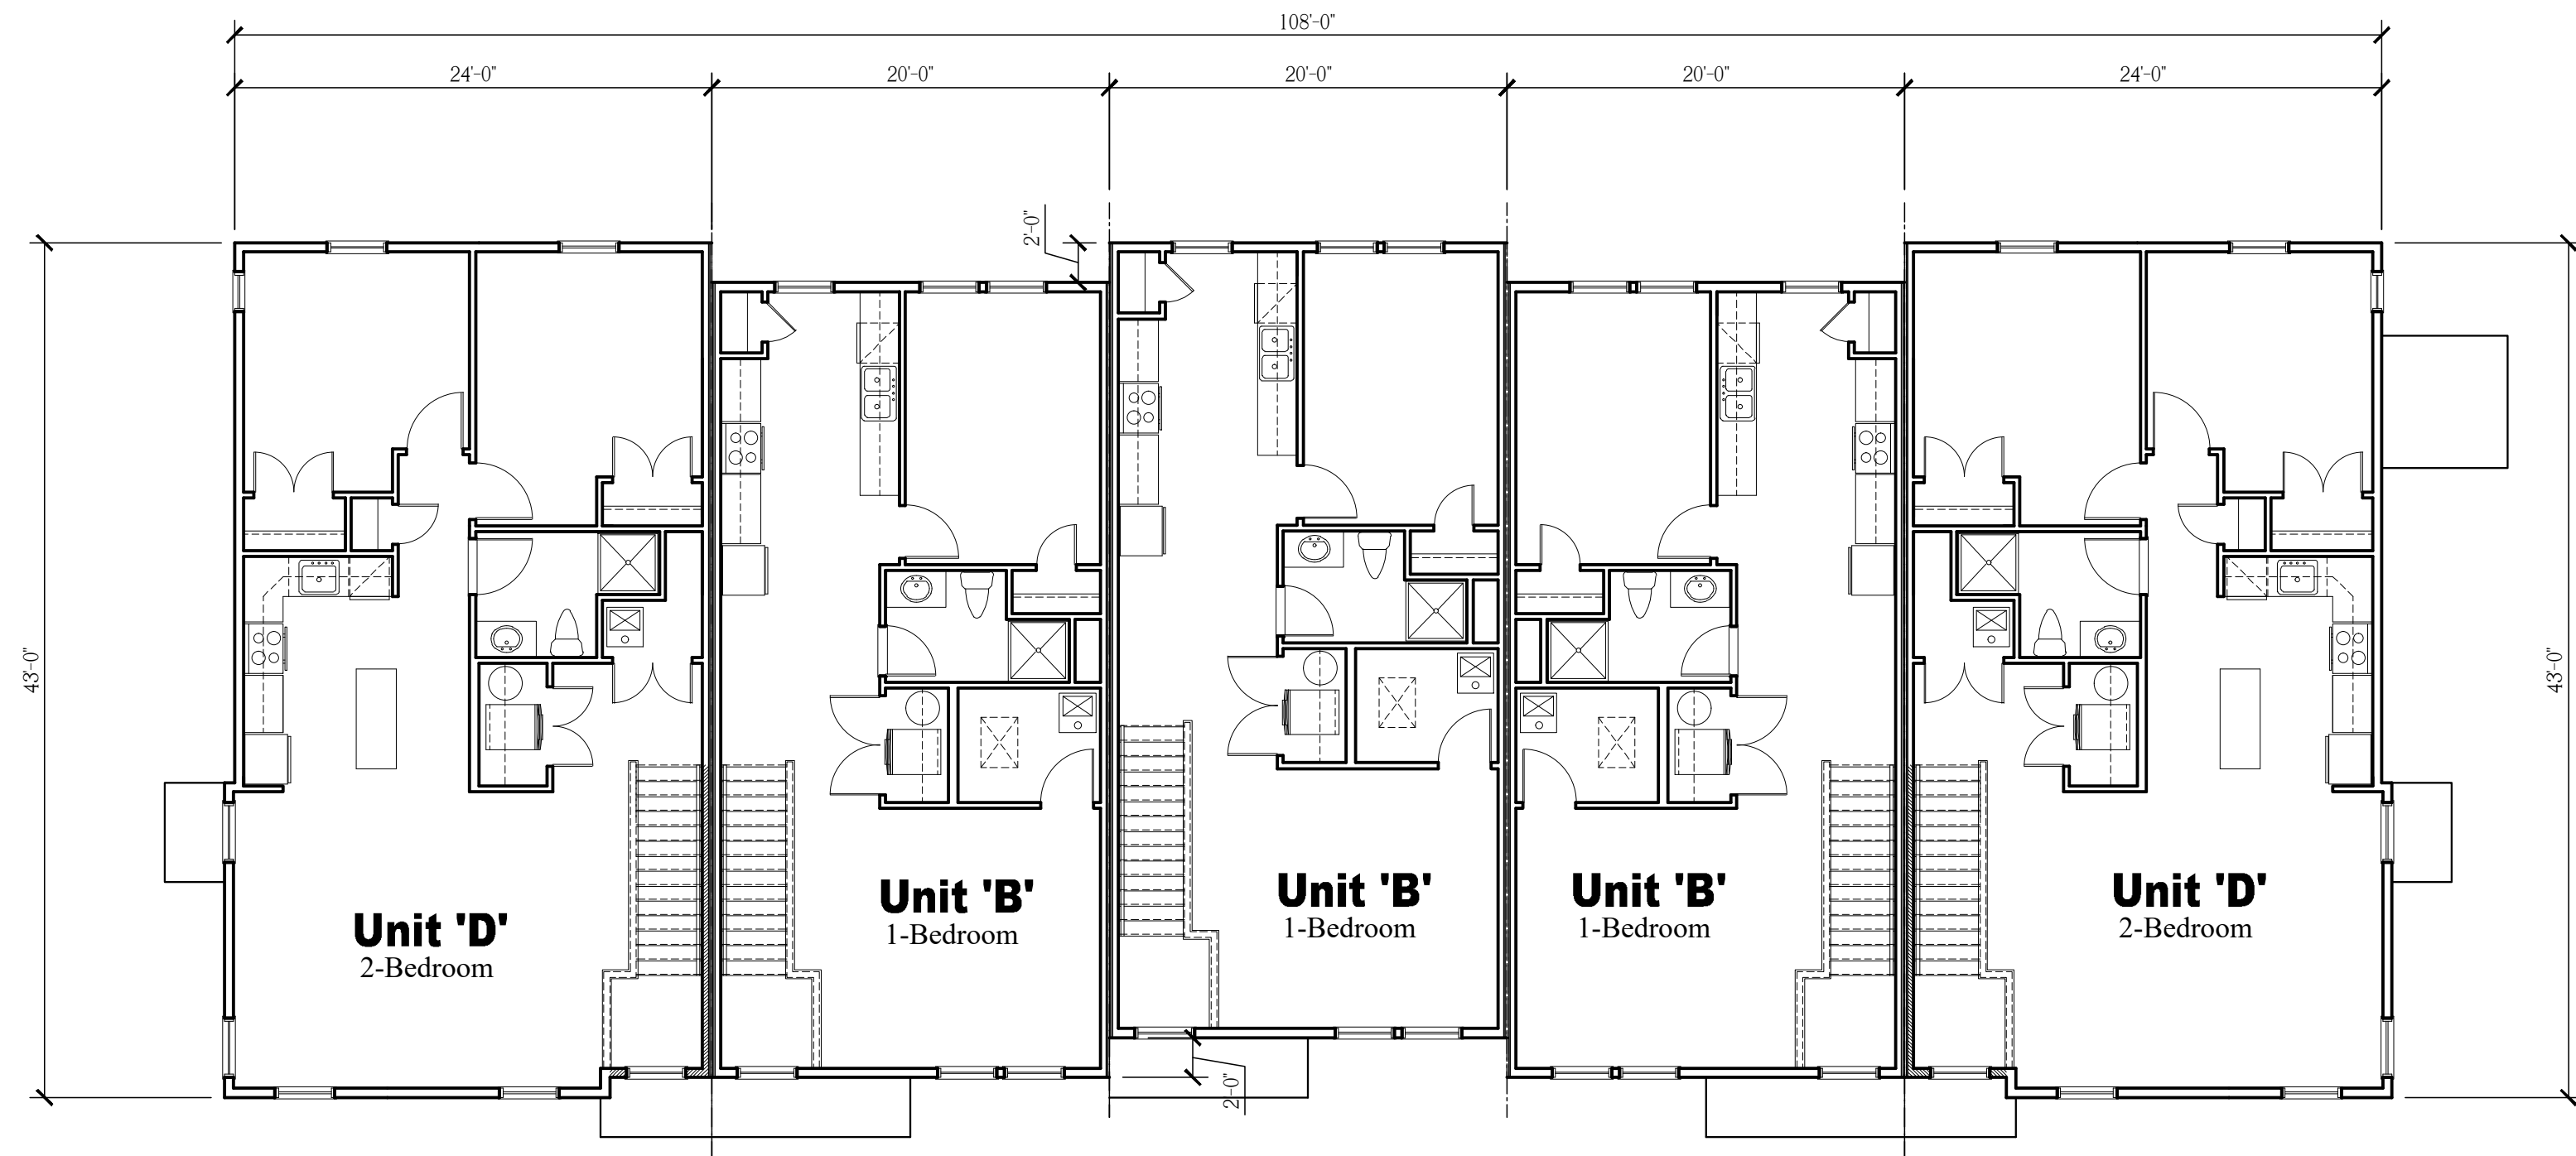 108'-0"
24'-0"
20'-0"
20'-0"
20'-0"
24'-0"
2'-0"
43'-0"
43'-0"
Unit 'D'
2-Bedroom
Unit 'B'
1-Bedroom
Unit 'B'
1-Bedroom
Unit 'B'
1-Bedroom
Unit 'D'
2-Bedroom
2'-0"